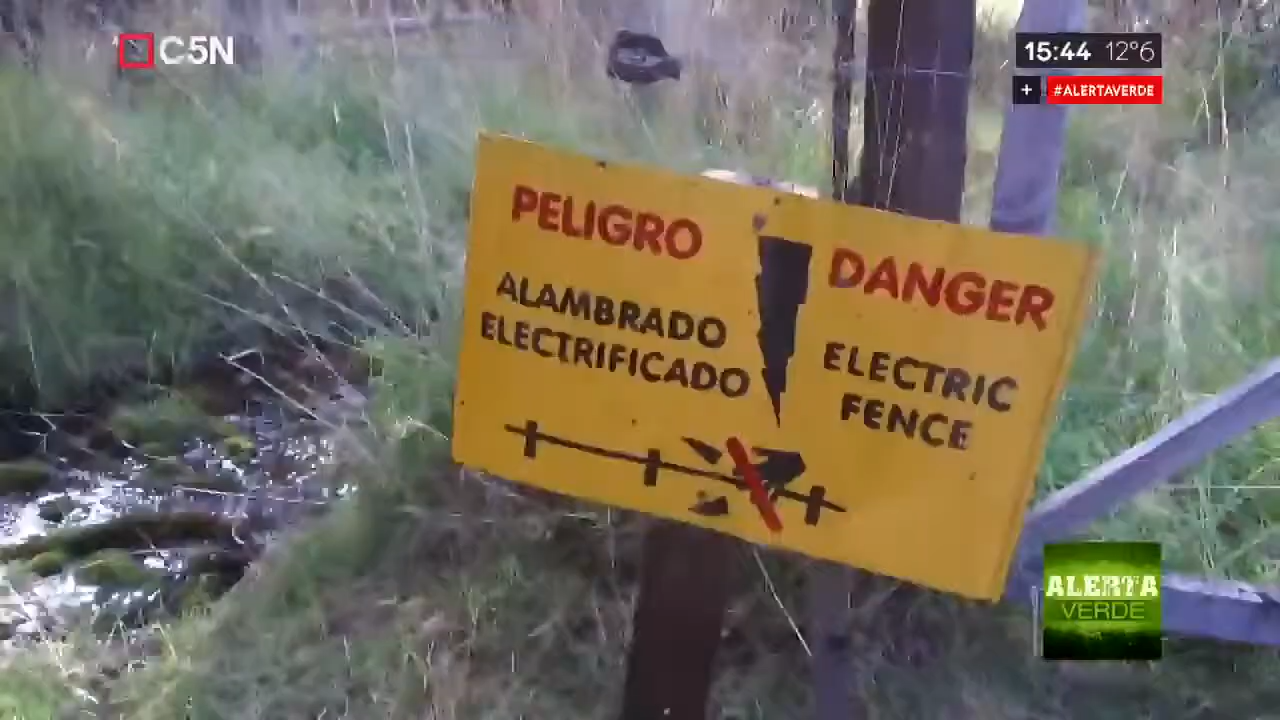 C5N
15:44 12°6
+ #ALERTAVERDE
PELIGRO
ALAMBRADO
ELECTRIFICADO
DANGER
ELECTRIC
FENCE
ALERTA
VERDE